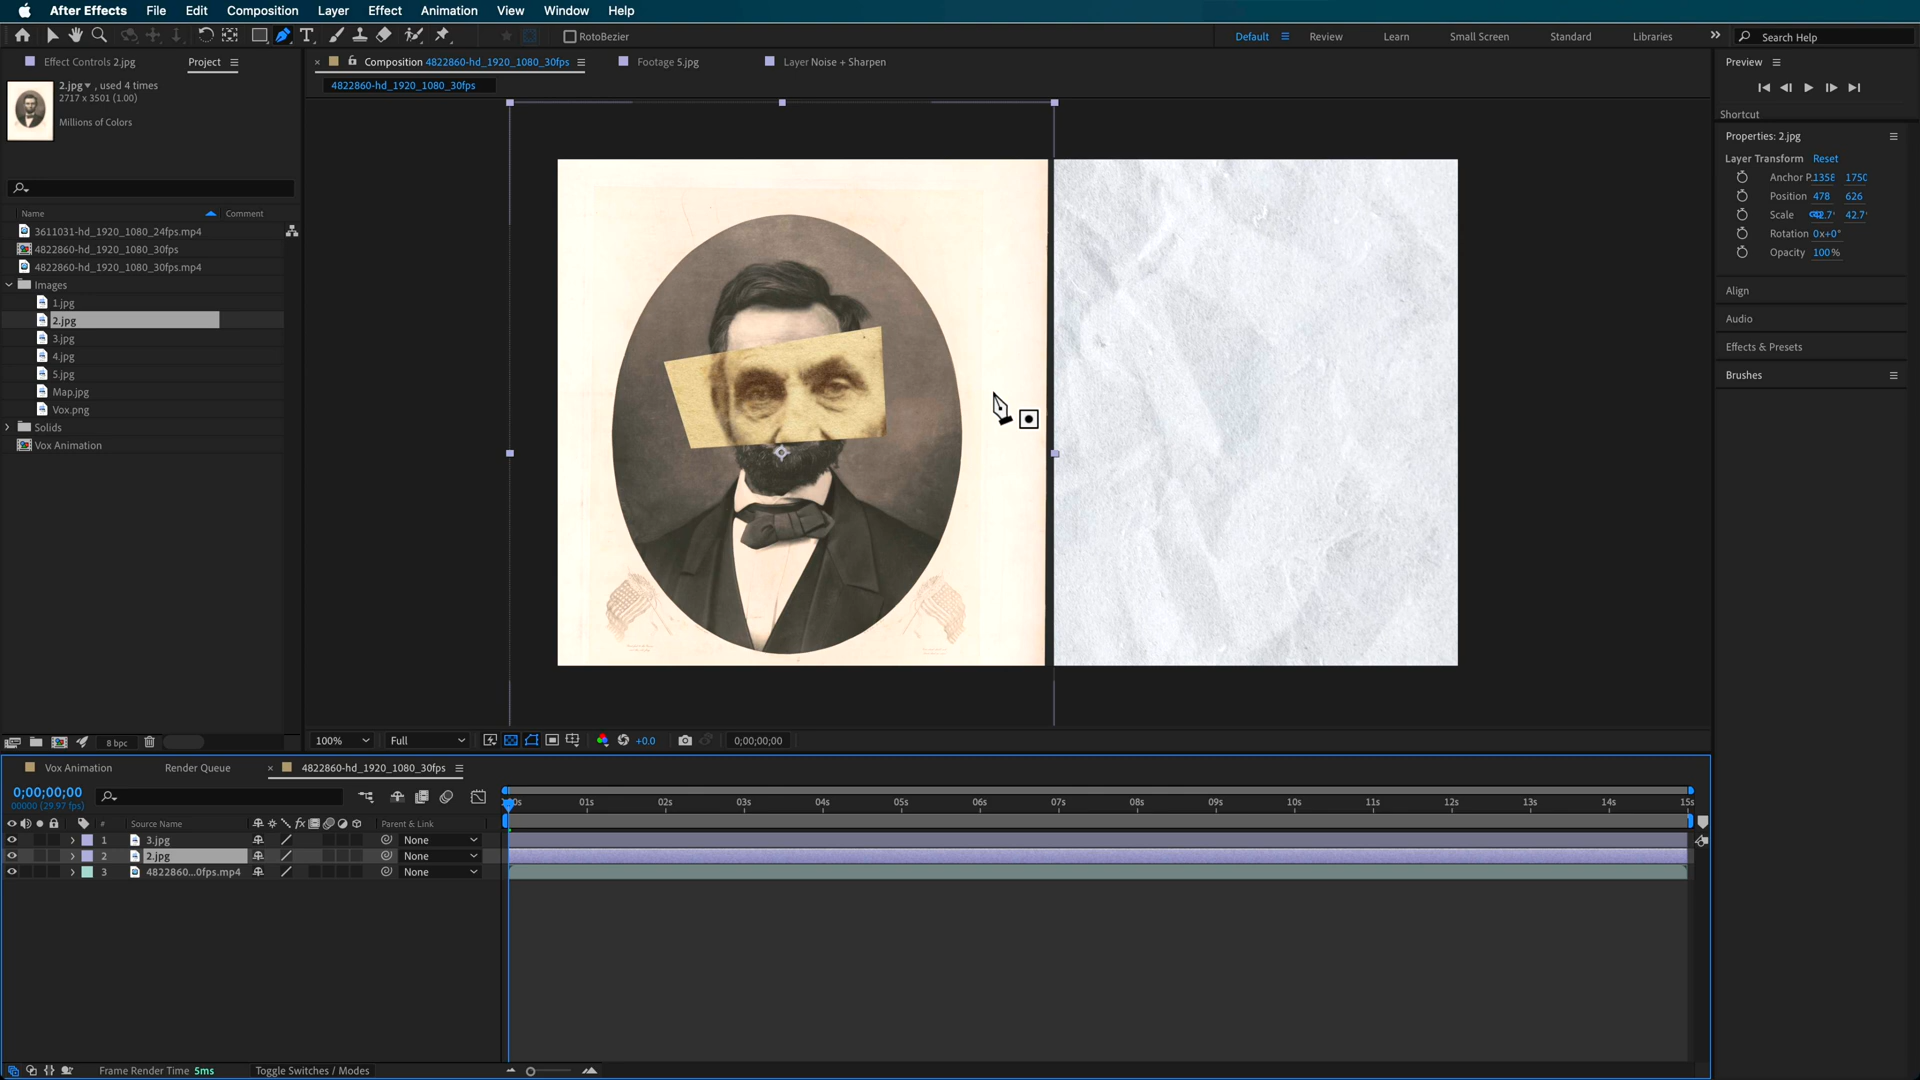 After Effects File Edit Composition Layer Effect Animation View Window Help
RotoBezier Default Review Learn Small Screen Standard Libraries Search Help
Effect Controls 2.jpg Project
Composition 4822860-hd_1920_1080_30fps Footage 5.jpg Layer Noise + Sharpen
4822860-hd_1920_1080_30fps
2.jpg , used 4 times
2717 x 3501 (1.00)
Millions of Colors
Name Comment
3611031-hd_1920_1080_24fps.mp4
4822860-hd_1920_1080_30fps
4822860-hd_1920_1080_30fps.mp4
Images
1.jpg
2.jpg
3.jpg
4.jpg
5.jpg
Map.jpg
Vox.png
Solids
Vox Animation
8 bpc
100% Full +0.0 0;00;00;00
Preview
Shortcut
Properties: 2.jpg
Layer Transform Reset
Anchor P. 1358 1750
Position 478 626
Scale 42.7 42.7
Rotation 0x+0°
Opacity 100%
Align
Audio
Effects & Presets
Brushes
Vox Animation Render Queue 4822860-hd_1920_1080_30fps
0;00;00;00
00000 (29.97 fps)
01s 02s 03s 04s 05s 06s 07s 08s 09s 10s 11s 12s 13s 14s 15s
# Source Name fx Parent & Link
1 3.jpg None
2 2.jpg None
3 4822860...0fps.mp4 None
Frame Render Time 5ms Toggle Switches / Modes